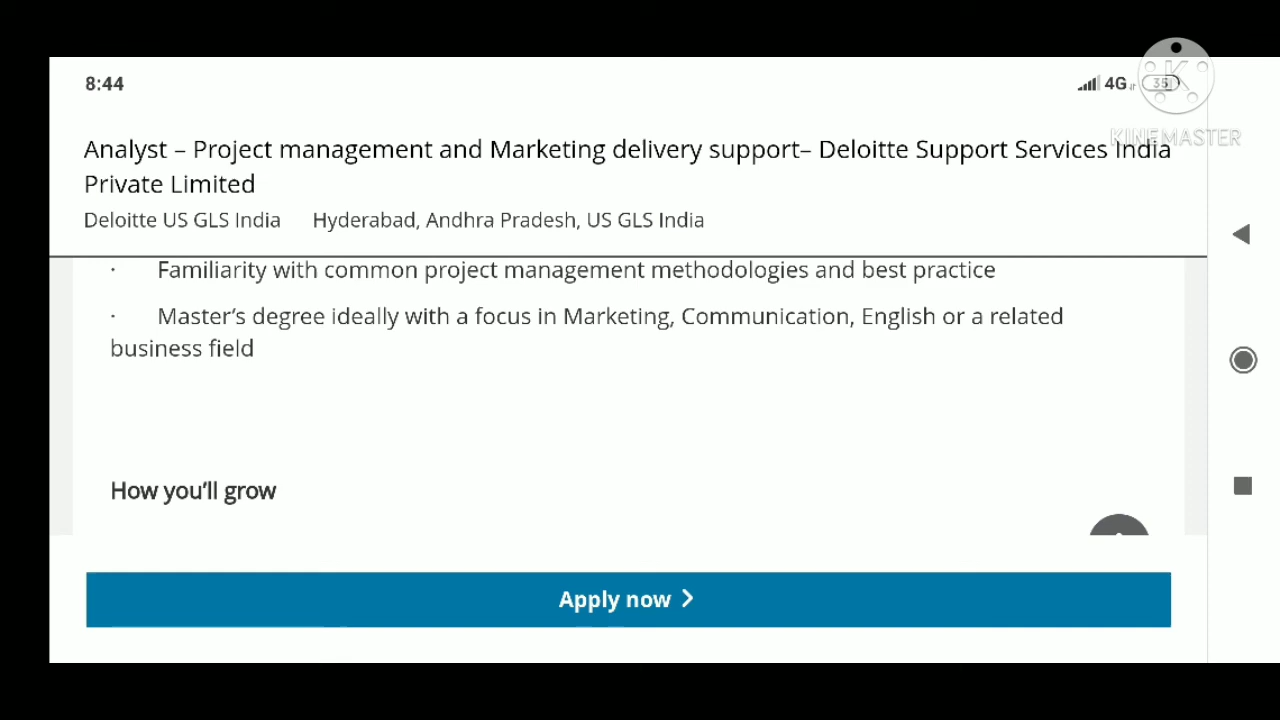 8:44
4G
35
KINEMASTER
Analyst – Project management and Marketing delivery support– Deloitte Support Services India
Private Limited
Deloitte US GLS India Hyderabad, Andhra Pradesh, US GLS India
· Familiarity with common project management methodologies and best practice
· Master's degree ideally with a focus in Marketing, Communication, English or a related
business field
How you'll grow
Apply now >